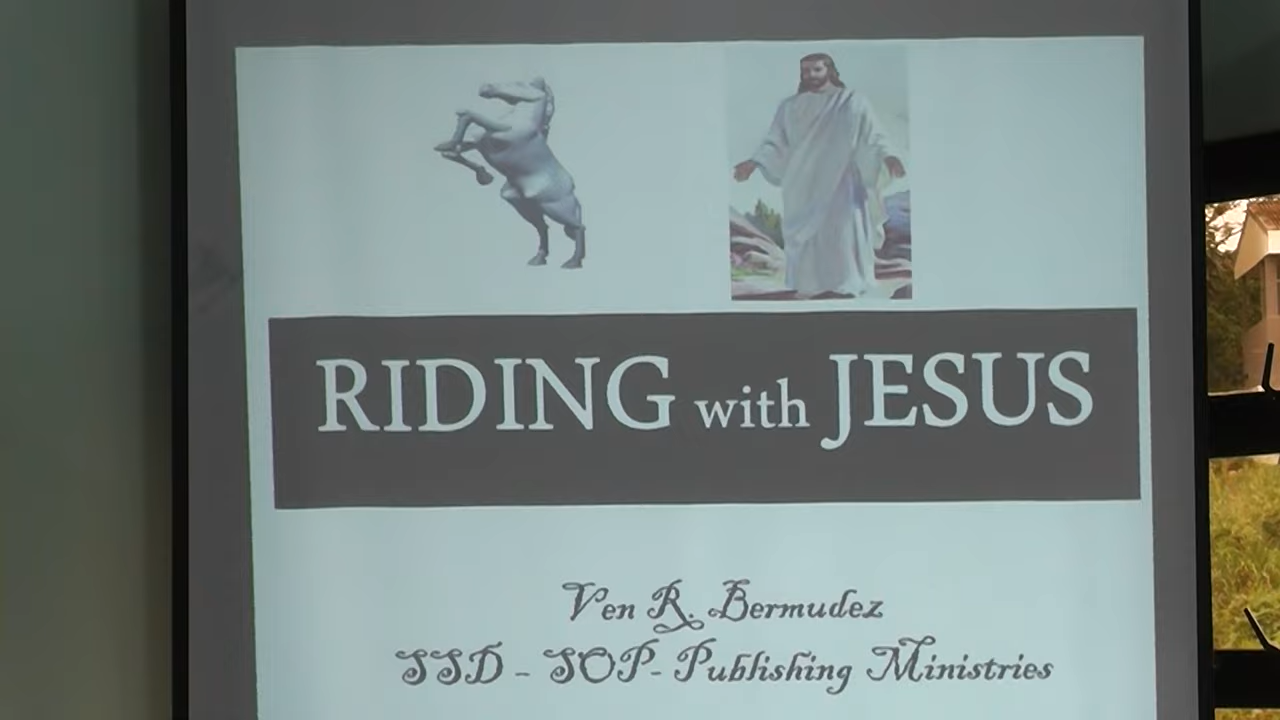 RIDING with JESUS
Ven R. Bermudez
SSD - SOP- Publishing Ministries